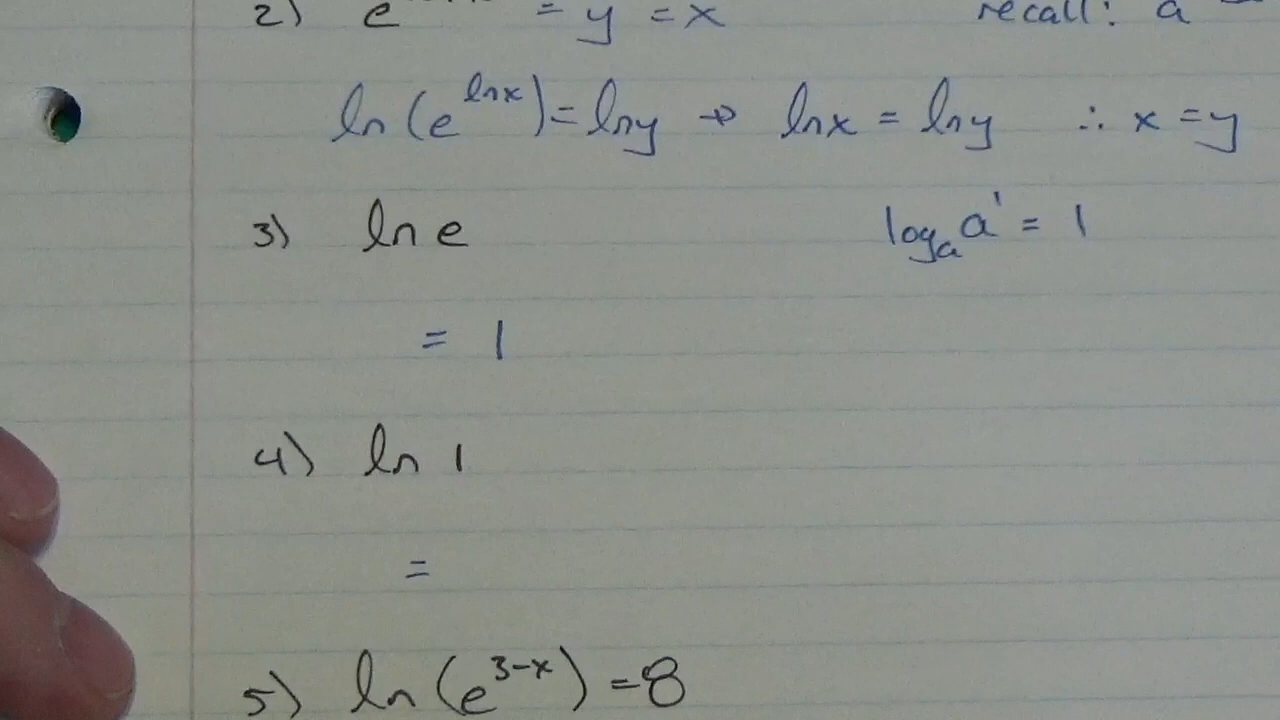 2) e = y = x recall: a
ln(e^{lnx}) = lny → lnx = lny ∴ x = y
3) ln e log_a a^1 = 1
= 1
4) ln 1
=
5) ln(e^{3-x}) = 8